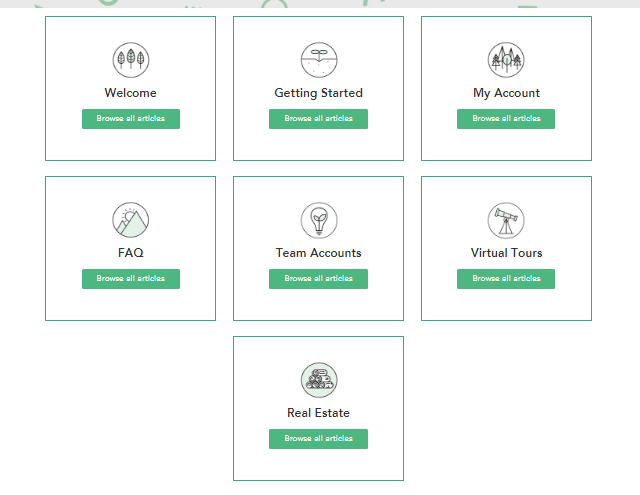 Welcome
Browse all articles
Getting Started
Browse all articles
My Account
Browse all articles
FAQ
Browse all articles
Team Accounts
Browse all articles
Virtual Tours
Browse all articles
Real Estate
Browse all articles